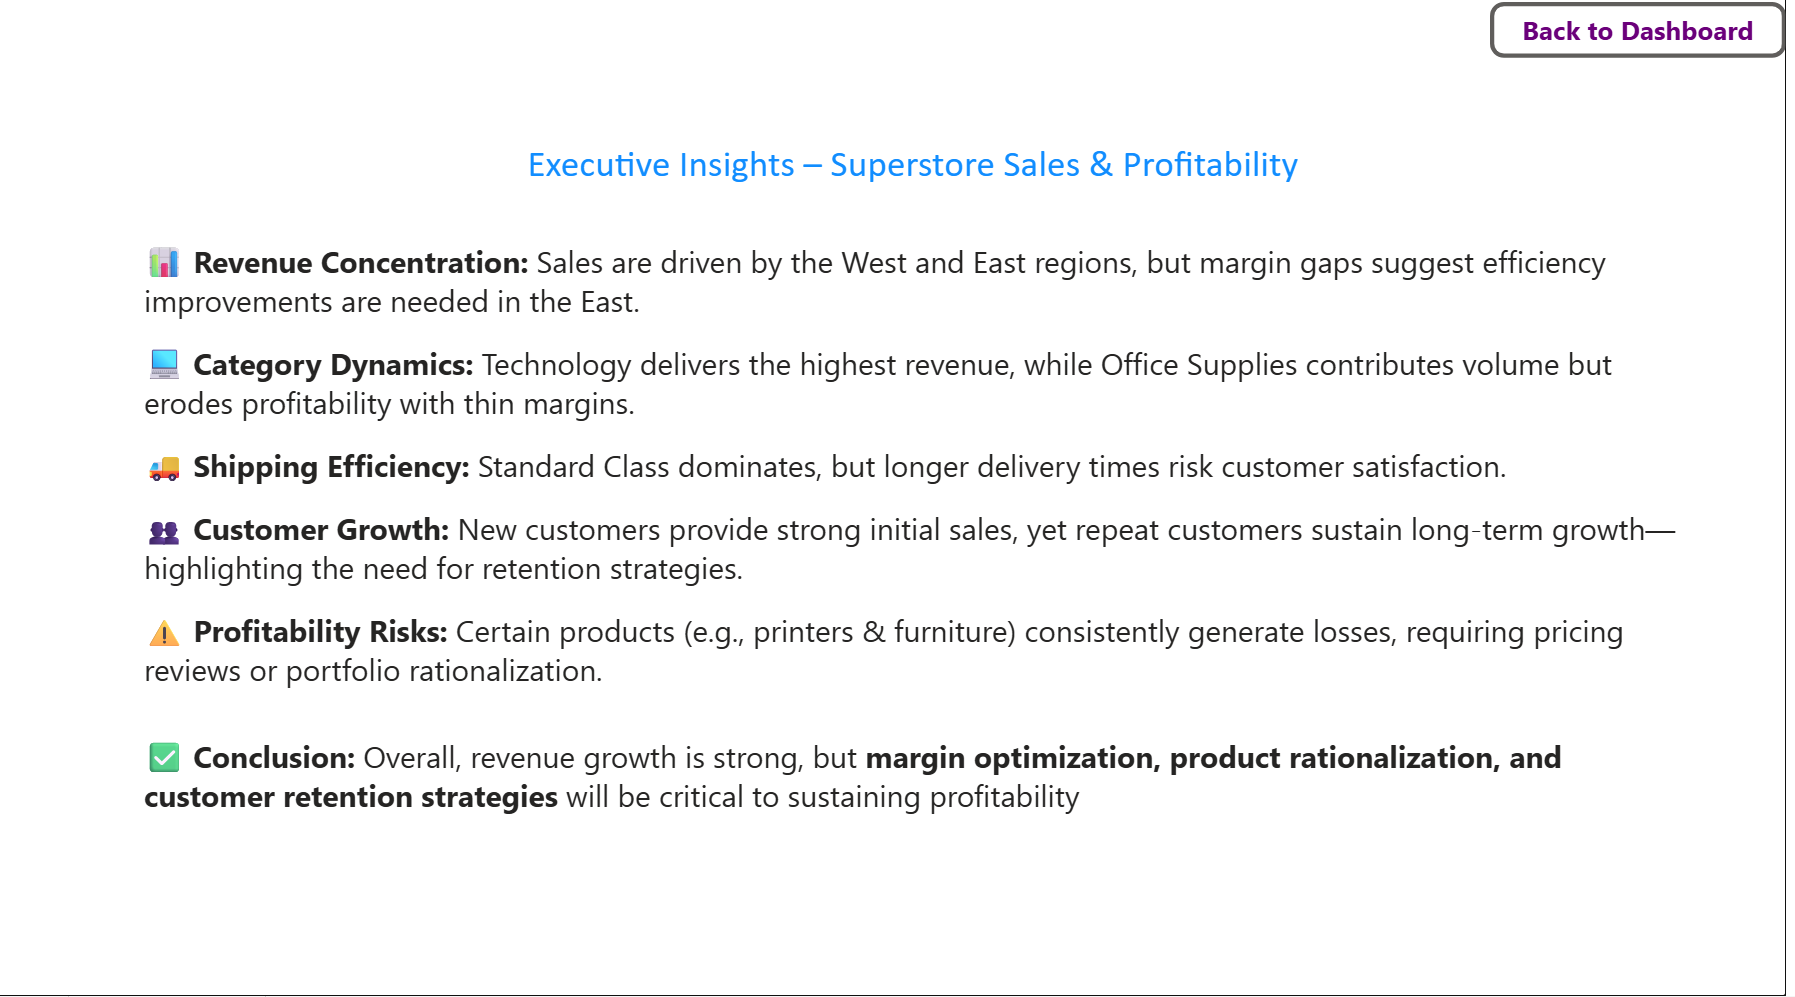 Back to Dashboard
Executive Insights – Superstore Sales & Profitability
Revenue Concentration: Sales are driven by the West and East regions, but margin gaps suggest efficiency
improvements are needed in the East.
Category Dynamics: Technology delivers the highest revenue, while Office Supplies contributes volume but
erodes profitability with thin margins.
Shipping Efficiency: Standard Class dominates, but longer delivery times risk customer satisfaction.
Customer Growth: New customers provide strong initial sales, yet repeat customers sustain long-term growth—
highlighting the need for retention strategies.
Profitability Risks: Certain products (e.g., printers & furniture) consistently generate losses, requiring pricing
reviews or portfolio rationalization.
Conclusion: Overall, revenue growth is strong, but margin optimization, product rationalization, and
customer retention strategies will be critical to sustaining profitability